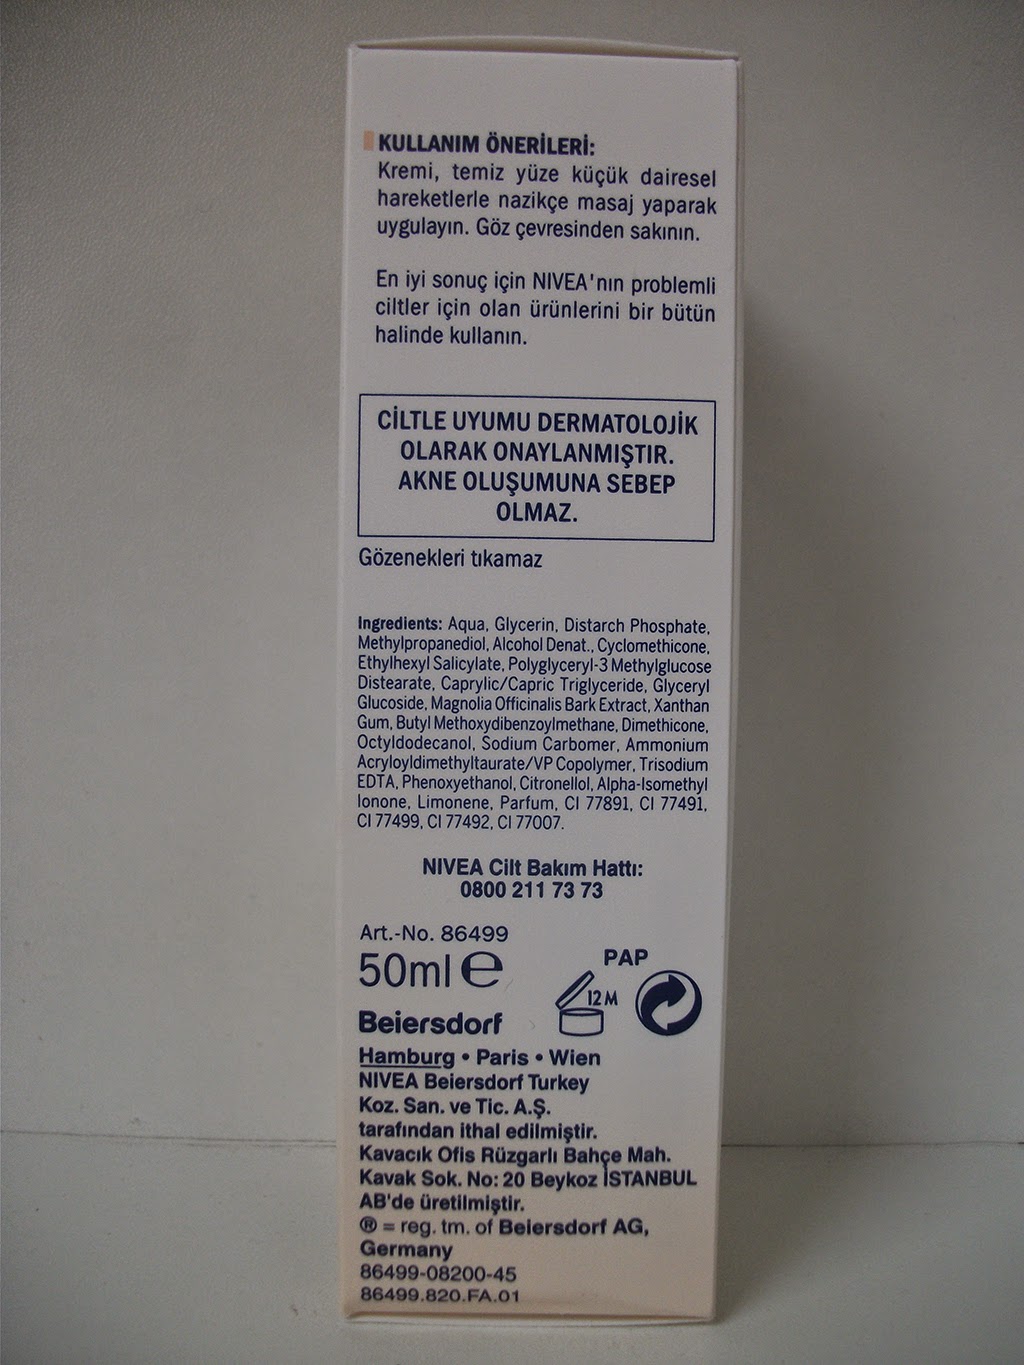 KULLANIM ÖNERİLERİ:
Kremi, temiz yüze küçük dairesel
hareketlerle nazikçe masaj yaparak
uygulayın. Göz çevresinden sakının.
En iyi sonuç için NIVEA'nın problemli
ciltler için olan ürünlerini bir bütün
halinde kullanın.
CİLTLE UYUMU DERMATOLOJİK
OLARAK ONAYLANMIŞTIR.
AKNE OLUŞUMUNA SEBEP
OLMAZ.
Gözenekleri tıkamaz
Ingredients: Aqua, Glycerin, Distarch Phosphate,
Methylpropanediol, Alcohol Denat., Cyclomethicone,
Ethylhexyl Salicylate, Polyglyceryl-3 Methylglucose
Distearate, Caprylic/Capric Triglyceride, Glyceryl
Glucoside, Magnolia Officinalis Bark Extract, Xanthan
Gum, Butyl Methoxydibenzoylmethane, Dimethicone,
Octyldodecanol, Sodium Carbomer, Ammonium
Acryloyldimethyltaurate/VP Copolymer, Trisodium
EDTA, Phenoxyethanol, Citronellol, Alpha-Isomethyl
Ionone, Limonene, Parfum, CI 77891, CI 77491,
CI 77499, CI 77492, CI 77007.
NIVEA Cilt Bakım Hattı:
0800 211 73 73
Art.-No. 86499
50ml e
PAP
12 M
Beiersdorf
Hamburg • Paris • Wien
NIVEA Beiersdorf Turkey
Koz. San. ve Tic. A.Ş.
tarafından ithal edilmiştir.
Kavacık Ofis Rüzgarlı Bahçe Mah.
Kavak Sok. No: 20 Beykoz İSTANBUL
AB'de üretilmiştir.
® = reg. tm. of Beiersdorf AG,
Germany
86499-08200-45
86499.820.FA.01